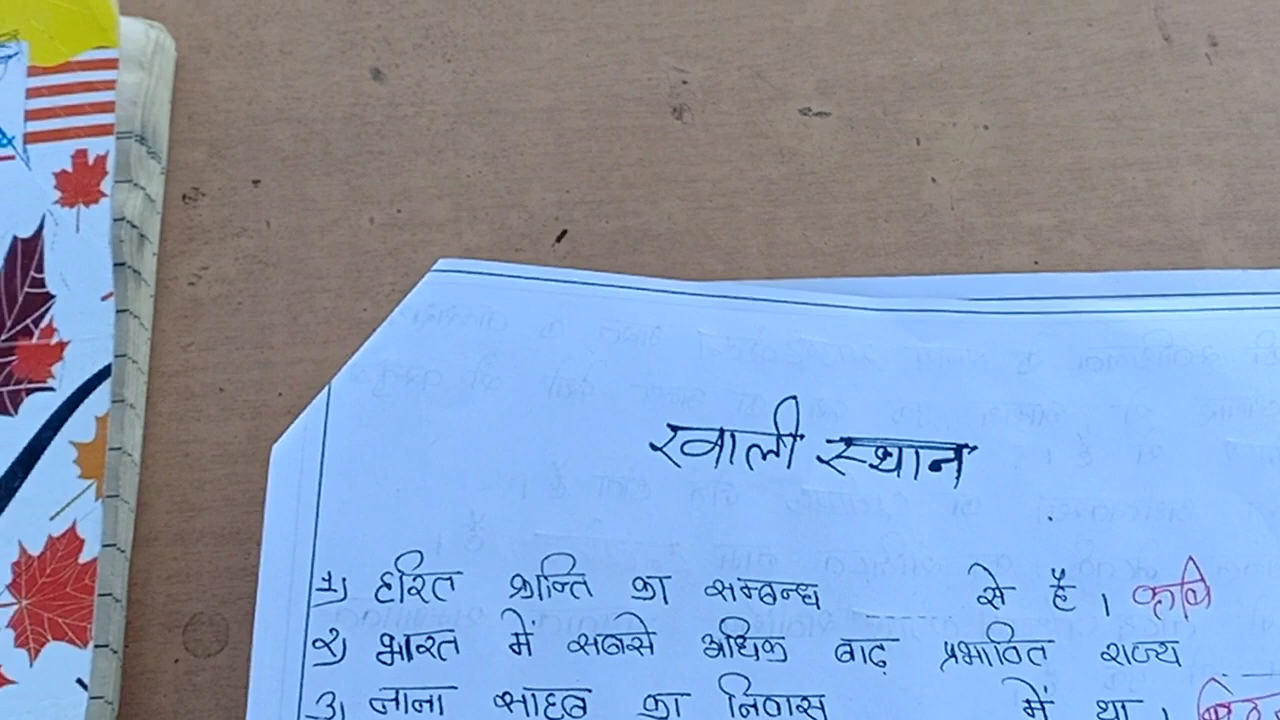 खाली स्थान
1) हरित क्रान्ति का सम्बन्ध ____ से है। कृषि
2) भारत में सबसे अधिक बाढ़ प्रभावित राज्य
3) नाना साहब का निवास ____ में था।